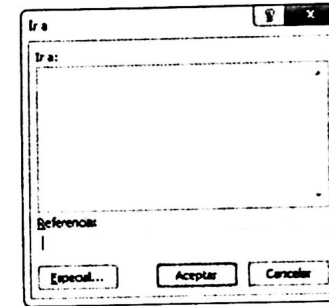 Ir a
? X
Ir a:
Referencia:
Especial... Aceptar Cancelar